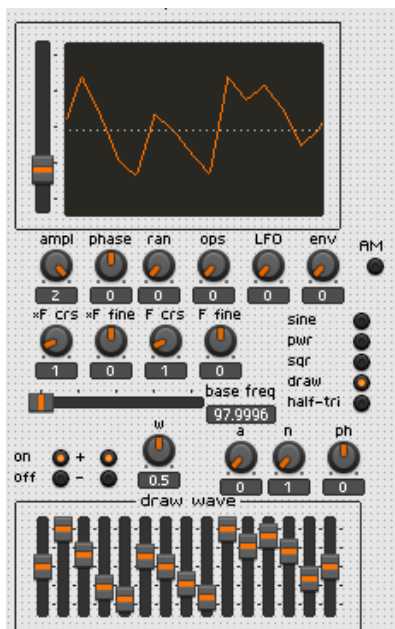 ampl phase ran ops LFO env AM
2 0 0 0 0 0
*F crs *F fine F crs F fine
1 0 1 0
sine
pwr
sqr
draw
half-tri
base freq
97.9996
w a n ph
on + off -
0.5 0 1 0
draw wave